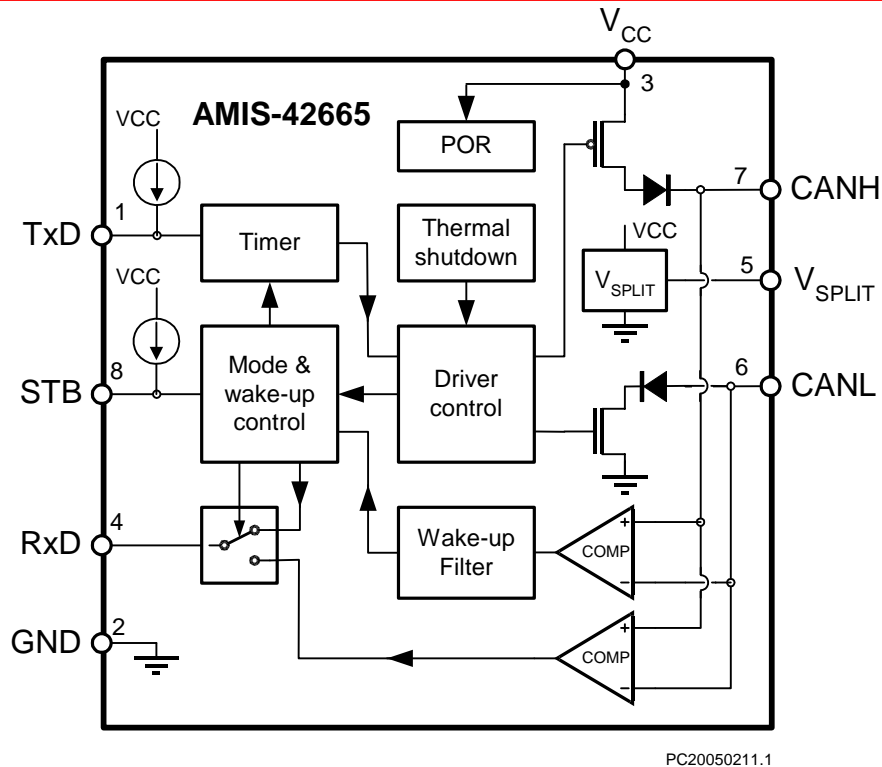 VCC
3
AMIS-42665
VCC
POR
7
CANH
1
TxD
Timer
Thermal
shutdown
VCC
5
VSPLIT
VSPLIT
VCC
8
STB
Mode &
wake-up
control
Driver
control
6
CANL
4
RxD
Wake-up
Filter
+
COMP
−
2
GND
+
COMP
−
PC20050211.1